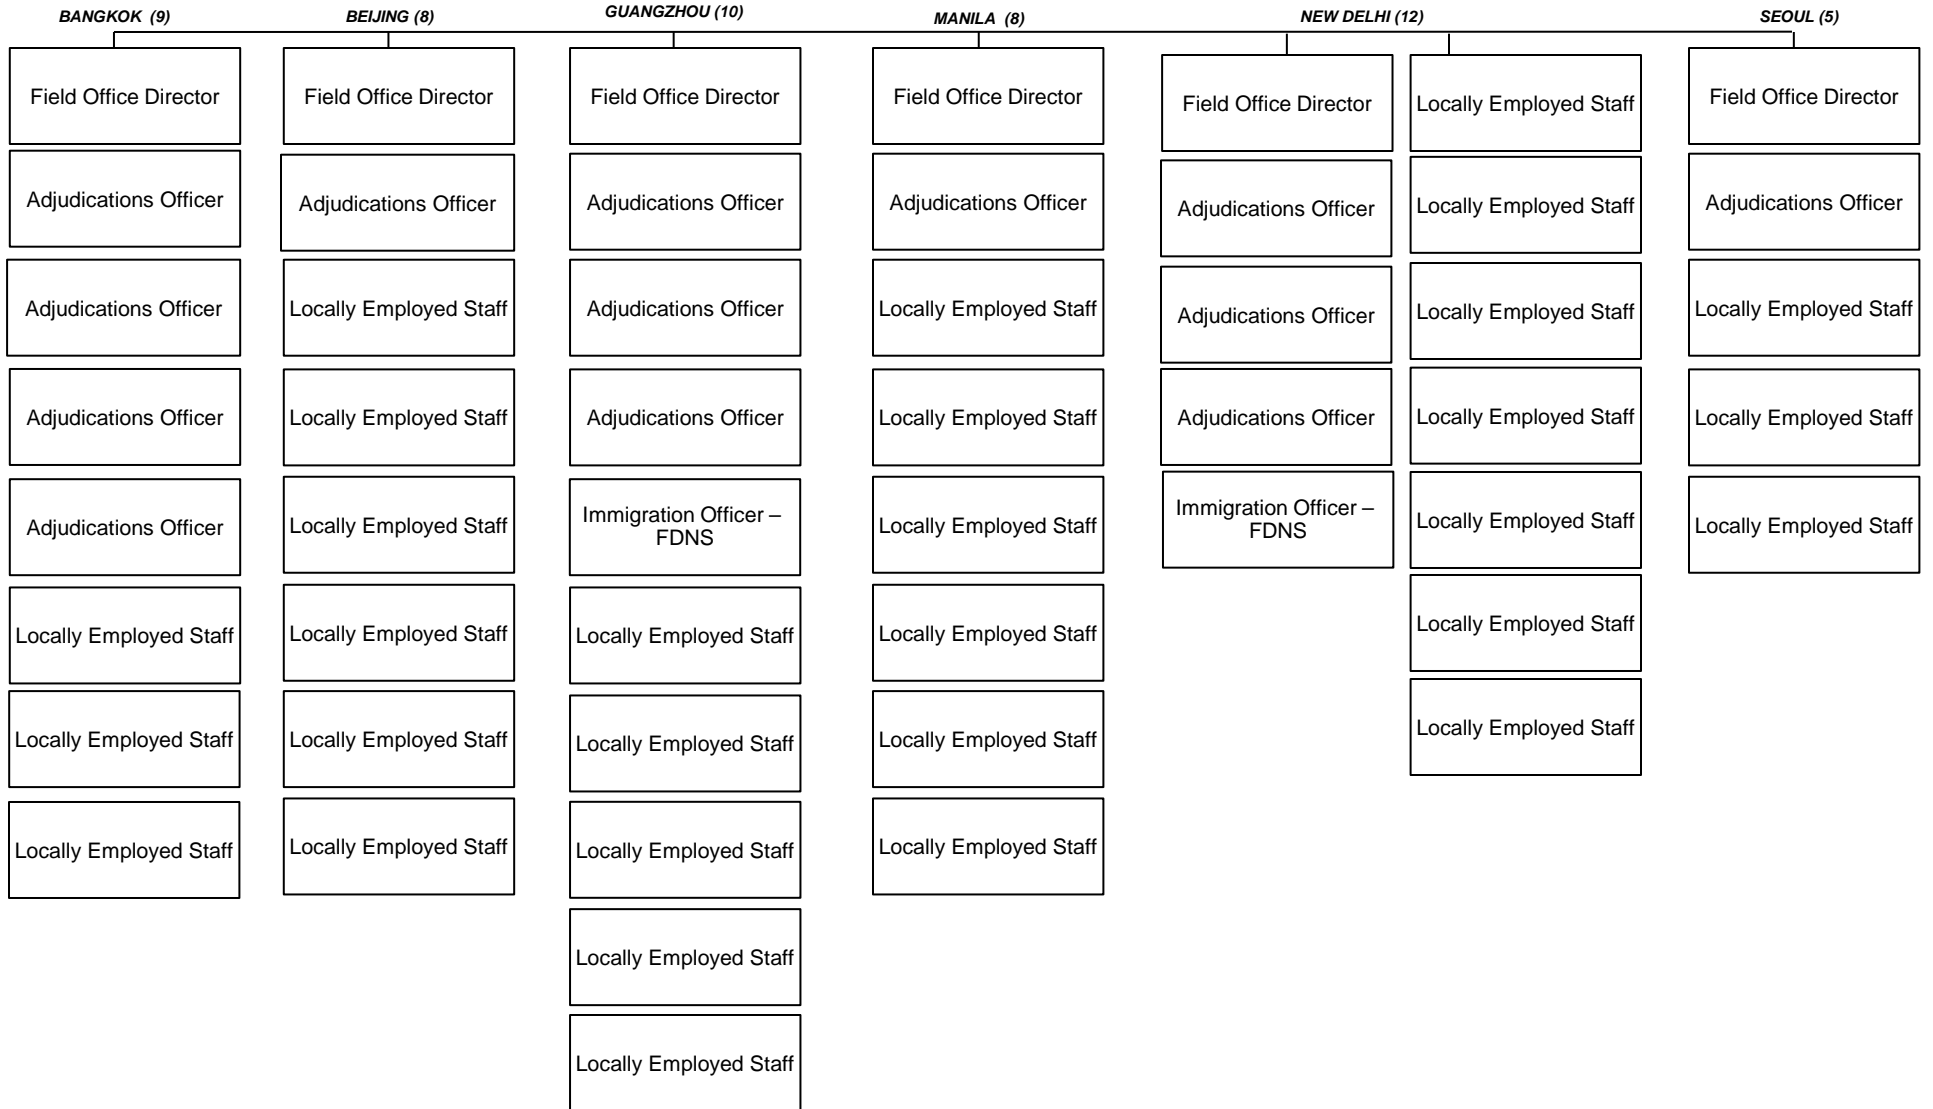 BANGKOK (9)
Field Office Director
Adjudications Officer
Adjudications Officer
Adjudications Officer
Adjudications Officer
Locally Employed Staff
Locally Employed Staff
Locally Employed Staff
BEIJING (8)
Field Office Director
Adjudications Officer
Locally Employed Staff
Locally Employed Staff
Locally Employed Staff
Locally Employed Staff
Locally Employed Staff
Locally Employed Staff
GUANGZHOU (10)
Field Office Director
Adjudications Officer
Adjudications Officer
Adjudications Officer
Immigration Officer –
FDNS
Locally Employed Staff
Locally Employed Staff
Locally Employed Staff
Locally Employed Staff
Locally Employed Staff
MANILA (8)
Field Office Director
Adjudications Officer
Locally Employed Staff
Locally Employed Staff
Locally Employed Staff
Locally Employed Staff
Locally Employed Staff
Locally Employed Staff
NEW DELHI (12)
Field Office Director
Adjudications Officer
Adjudications Officer
Adjudications Officer
Immigration Officer –
FDNS
Locally Employed Staff
Locally Employed Staff
Locally Employed Staff
Locally Employed Staff
Locally Employed Staff
Locally Employed Staff
Locally Employed Staff
SEOUL (5)
Field Office Director
Adjudications Officer
Locally Employed Staff
Locally Employed Staff
Locally Employed Staff